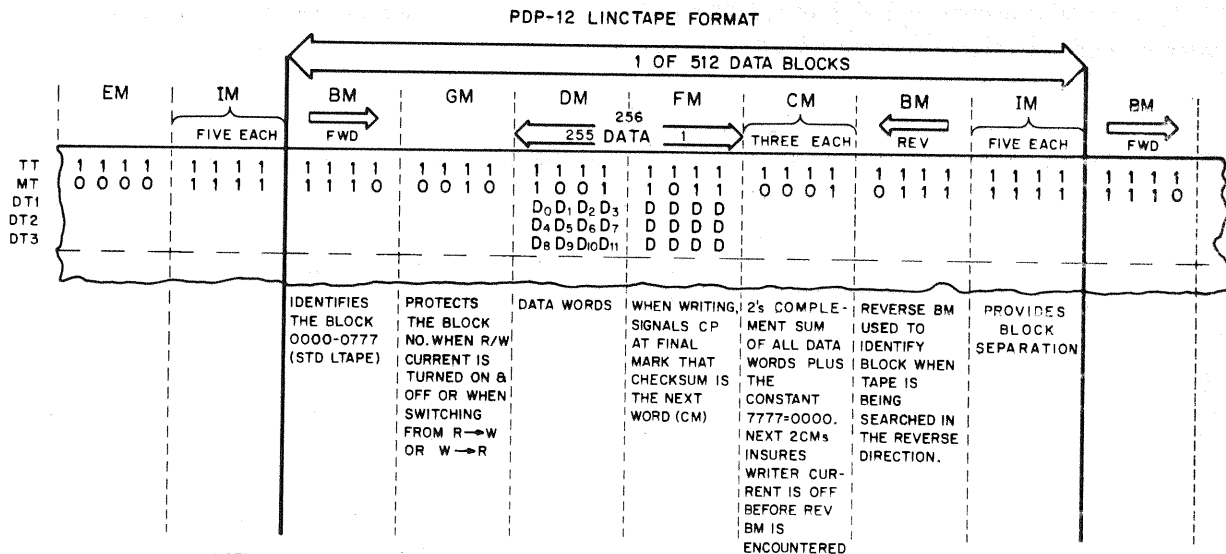 PDP-12 LINCTAPE FORMAT
1 OF 512 DATA BLOCKS
EM IM BM GM DM FM CM BM IM BM
FIVE EACH FWD 256 THREE EACH REV FIVE EACH FWD
255 DATA 1
TT 1 1 1 1 1 1 1 1 1 1 1 1 1 1 1 1 1 1 1 1 1 1 1 1 1 1 1 1 1 1 1 1 1 1 1 1 1 1 1 1
MT 0 0 0 0 1 1 1 1 1 1 1 0 0 0 1 0 1 0 0 1 1 0 1 1 0 0 0 1 0 1 1 1 1 1 1 1 1 1 1 0
DT1 D0 D1 D2 D3 D D D D
DT2 D4 D5 D6 D7 D D D D
DT3 D8 D9 D10 D11 D D D D
IDENTIFIES
THE BLOCK
0000-0777
(STD LTAPE)
PROTECTS
THE BLOCK
NO. WHEN R/W
CURRENT IS
TURNED ON &
OFF OR WHEN
SWITCHING
FROM R→W
OR W→R
DATA WORDS
WHEN WRITING,
SIGNALS CP
AT FINAL
MARK THAT
CHECKSUM IS
THE NEXT
WORD (CM)
2's COMPLE-
MENT SUM
OF ALL DATA
WORDS PLUS
THE
CONSTANT
7777=0000.
NEXT 2CMs
INSURES
WRITER CUR-
RENT IS OFF
BEFORE REV
BM IS
ENCOUNTERED
REVERSE BM
USED TO
IDENTIFY
BLOCK WHEN
TAPE IS
BEING
SEARCHED IN
THE REVERSE
DIRECTION.
PROVIDES
BLOCK
SEPARATION